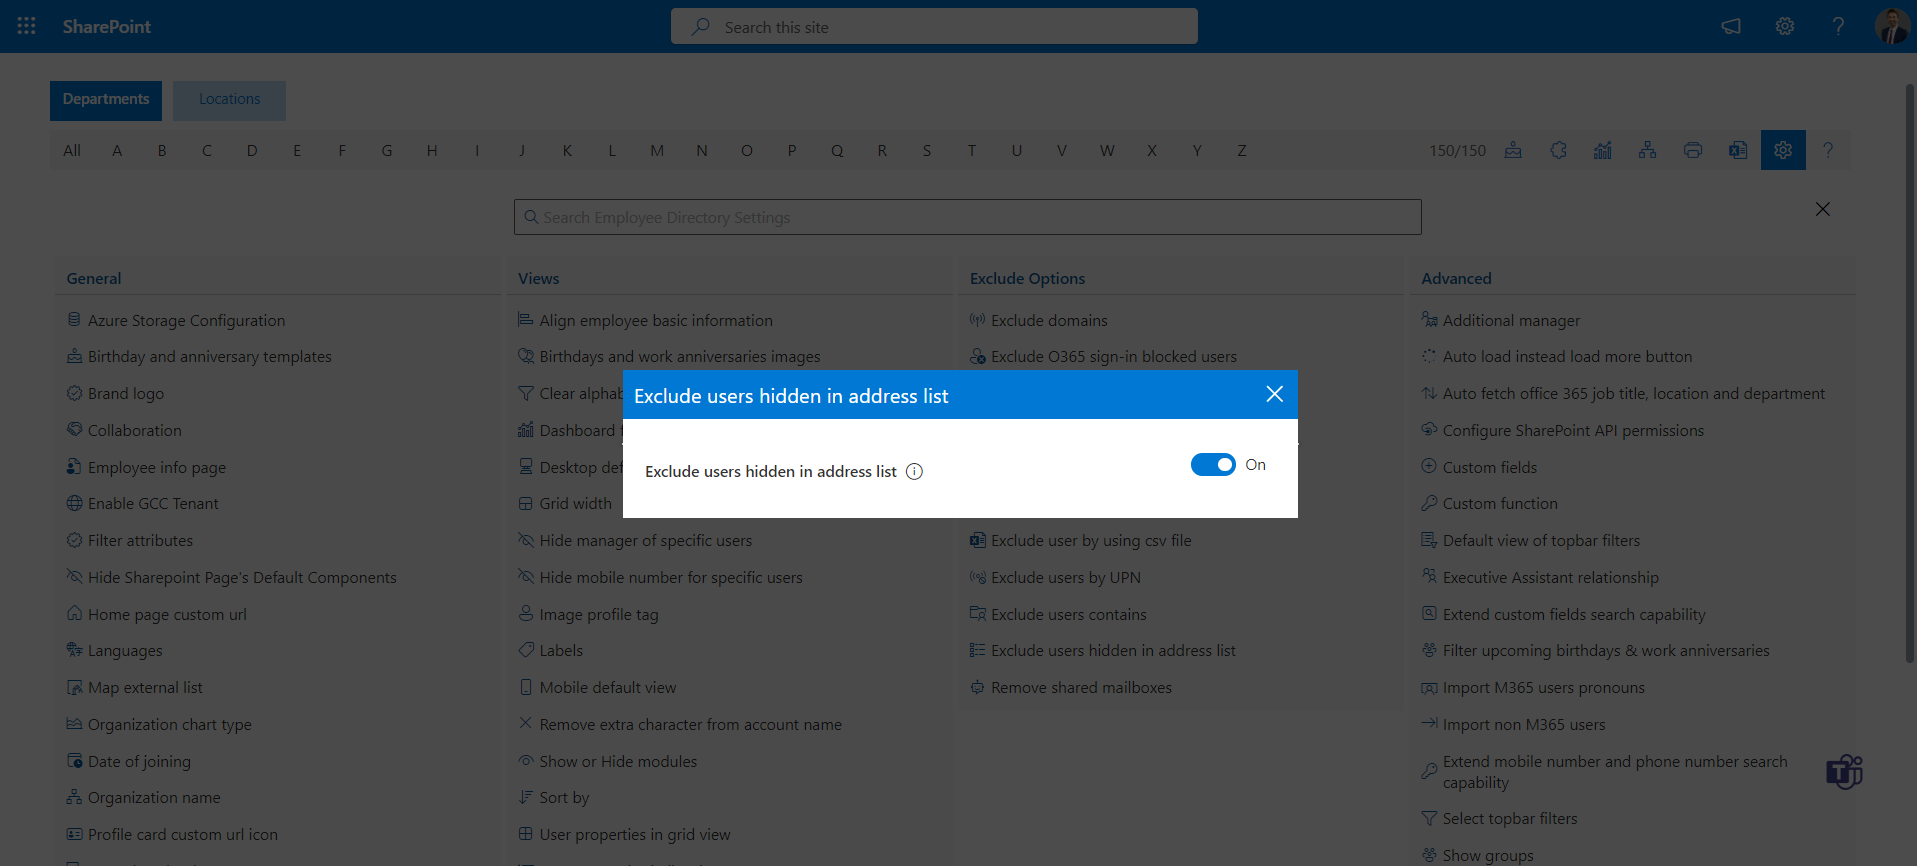 SharePoint
Search this site
Departments
Locations
All A B C D E F G H I J K L M N O P Q R S T U V W X Y Z
150/150
?
Search Employee Directory Settings
General
Azure Storage Configuration
Birthday and anniversary templates
Brand logo
Collaboration
Employee info page
Enable GCC Tenant
Filter attributes
Hide Sharepoint Page's Default Components
Home page custom url
Languages
Map external list
Organization chart type
Date of joining
Organization name
Profile card custom url icon
Views
Align employee basic information
Birthdays and work anniversaries images
Clear alphab
Dashboard
Desktop def
Grid width
Hide manager of specific users
Hide mobile number for specific users
Image profile tag
Labels
Mobile default view
Remove extra character from account name
Show or Hide modules
Sort by
User properties in grid view
Exclude Options
Exclude domains
Exclude O365 sign-in blocked users
Exclude user by using csv file
Exclude users by UPN
Exclude users contains
Exclude users hidden in address list
Remove shared mailboxes
Advanced
Additional manager
Auto load instead load more button
Auto fetch office 365 job title, location and department
Configure SharePoint API permissions
Custom fields
Custom function
Default view of topbar filters
Executive Assistant relationship
Extend custom fields search capability
Filter upcoming birthdays & work anniversaries
Import M365 users pronouns
Import non M365 users
Extend mobile number and phone number search
capability
Select topbar filters
Show groups
Exclude users hidden in address list
Exclude users hidden in address list
On